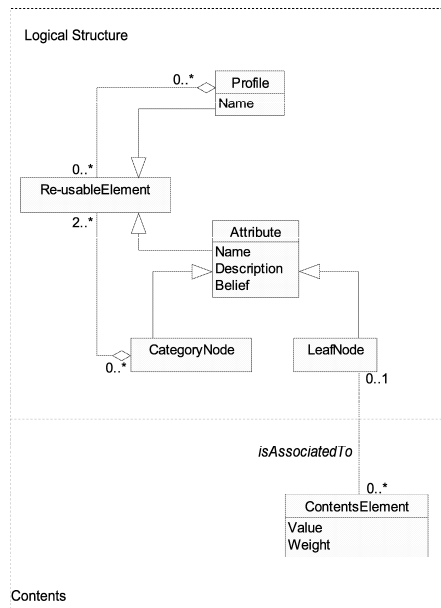 Logical Structure
0..*
Profile
Name
0..*
Re-usableElement
2..*
Attribute
Name
Description
Belief
CategoryNode
0..*
LeafNode
0..1
isAssociatedTo
0..*
ContentsElement
Value
Weight
Contents